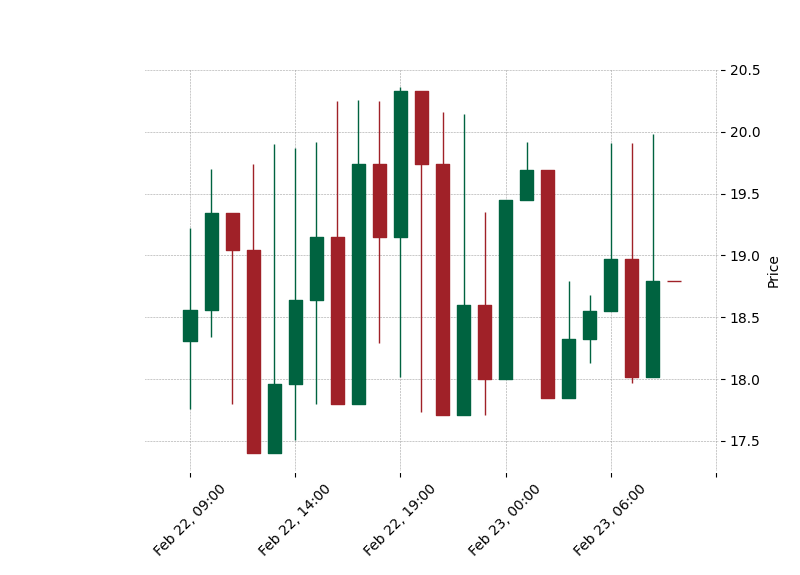 20.5
20.0
19.5
19.0
18.5
18.0
17.5
Price
Feb 22, 09:00
Feb 22, 14:00
Feb 22, 19:00
Feb 23, 00:00
Feb 23, 06:00